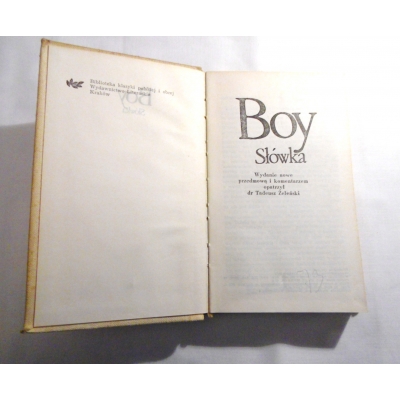 Biblioteka klasyki polskiej i obcej
Wydawnictwo Literackie
Kraków
Boy
Słówka
Wydanie nowe
przedmową i komentarzem
opatrzył
dr Tadeusz Żeleński